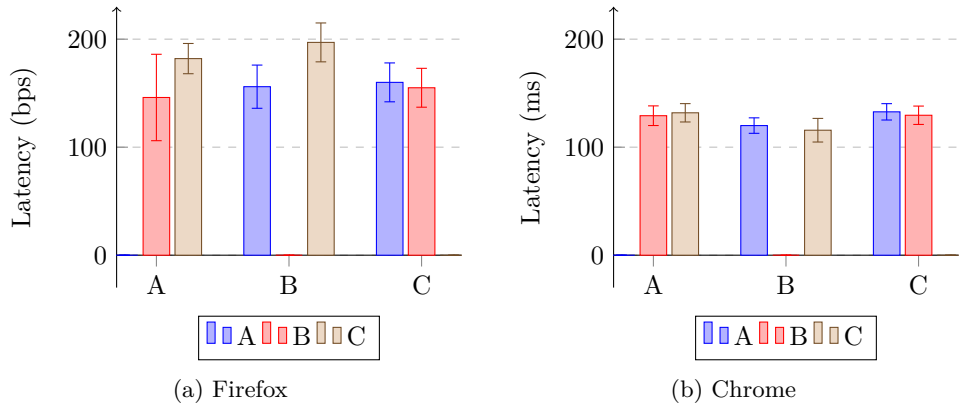 Latency (bps)
200
100
0
A B C
A B C
(a) Firefox
Latency (ms)
200
100
0
A B C
A B C
(b) Chrome